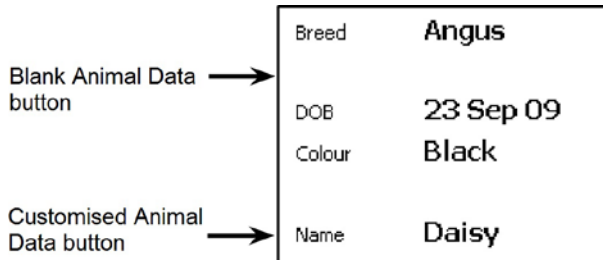 Breed Angus
Blank Animal Data
button
DOB 23 Sep 09
Colour Black
Customised Animal
Data button
Name Daisy